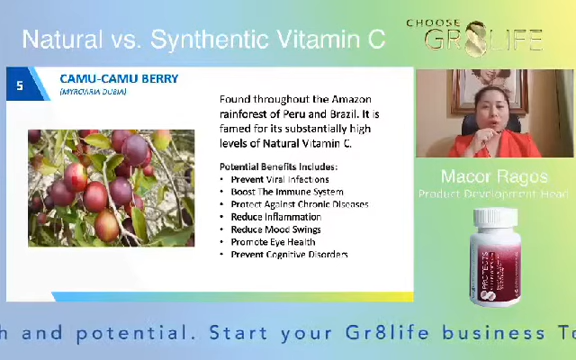 Natural vs. Synthentic Vitamin C
CHOOSE
GR8LIFE
5
CAMU-CAMU BERRY
(MYRCIARIA DUBIA)
Found throughout the Amazon
rainforest of Peru and Brazil. It is
famed for its substantially high
levels of Natural Vitamin C.
Potential Benefits Includes:
• Prevent Viral Infections
• Boost The Immune System
• Protect Against Chronic Diseases
• Reduce Inflammation
• Reduce Mood Swings
• Promote Eye Health
• Prevent Cognitive Disorders
Macor Ragos
Product Development Head
h and potential. Start your Gr8life business To